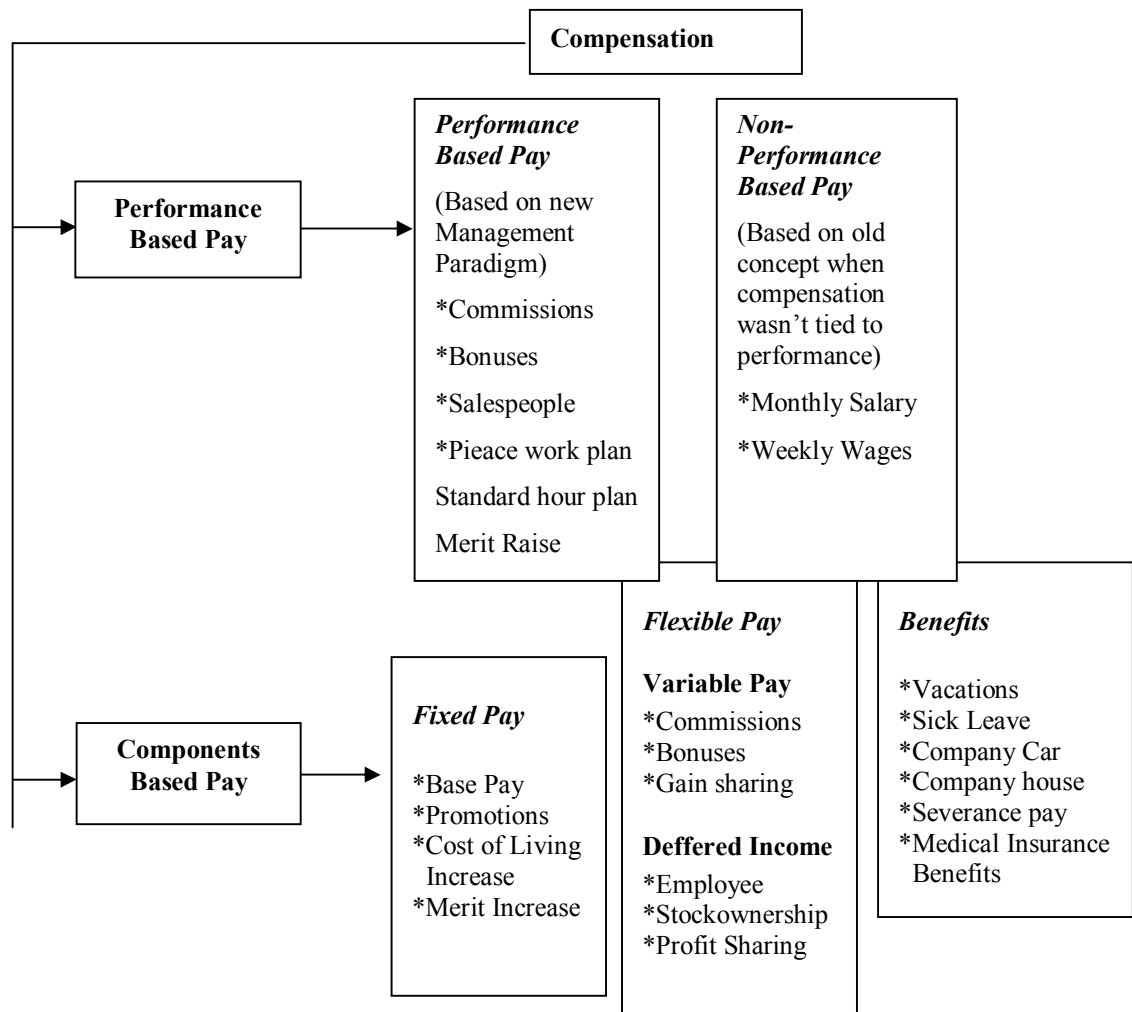 Compensation
Performance
Based Pay
Performance
Based Pay
(Based on new
Management
Paradigm)
*Commissions
*Bonuses
*Salespeople
*Pieace work plan
Standard hour plan
Merit Raise
Non-
Performance
Based Pay
(Based on old
concept when
compensation
wasn’t tied to
performance)
*Monthly Salary
*Weekly Wages
Components
Based Pay
Fixed Pay
*Base Pay
*Promotions
*Cost of Living
Increase
*Merit Increase
Flexible Pay
Variable Pay
*Commissions
*Bonuses
*Gain sharing
Deffered Income
*Employee
*Stockownership
*Profit Sharing
Benefits
*Vacations
*Sick Leave
*Company Car
*Company house
*Severance pay
*Medical Insurance
Benefits